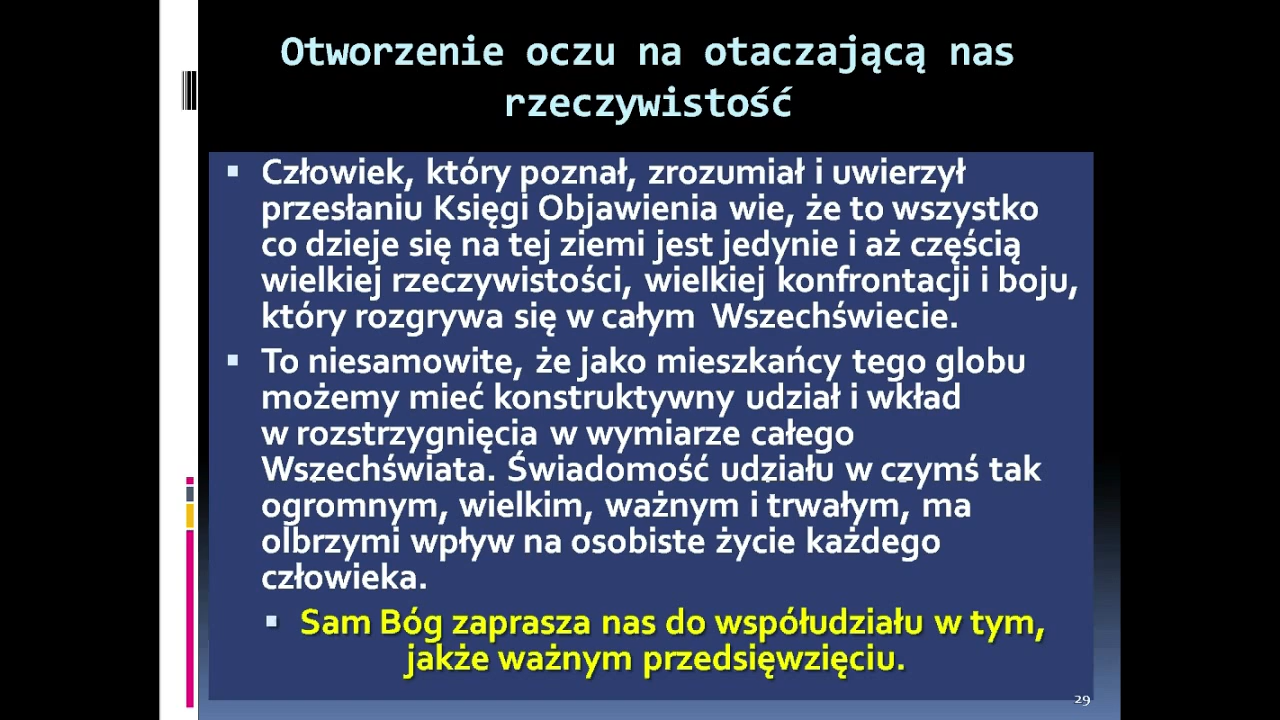 Otworzenie oczu na otaczającą nas
rzeczywistość
▪ Człowiek, który poznał, zrozumiał i uwierzył
przesłaniu Księgi Objawienia wie, że to wszystko
co dzieje się na tej ziemi jest jedynie i aż częścią
wielkiej rzeczywistości, wielkiej konfrontacji i boju,
który rozgrywa się w całym Wszechświecie.
▪ To niesamowite, że jako mieszkańcy tego globu
możemy mieć konstruktywny udział i wkład
w rozstrzygnięcia w wymiarze całego
Wszechświata. Świadomość udziału w czymś tak
ogromnym, wielkim, ważnym i trwałym, ma
olbrzymi wpływ na osobiste życie każdego
człowieka.
▪ Sam Bóg zaprasza nas do współudziału w tym,
jakże ważnym przedsięwzięciu.
29